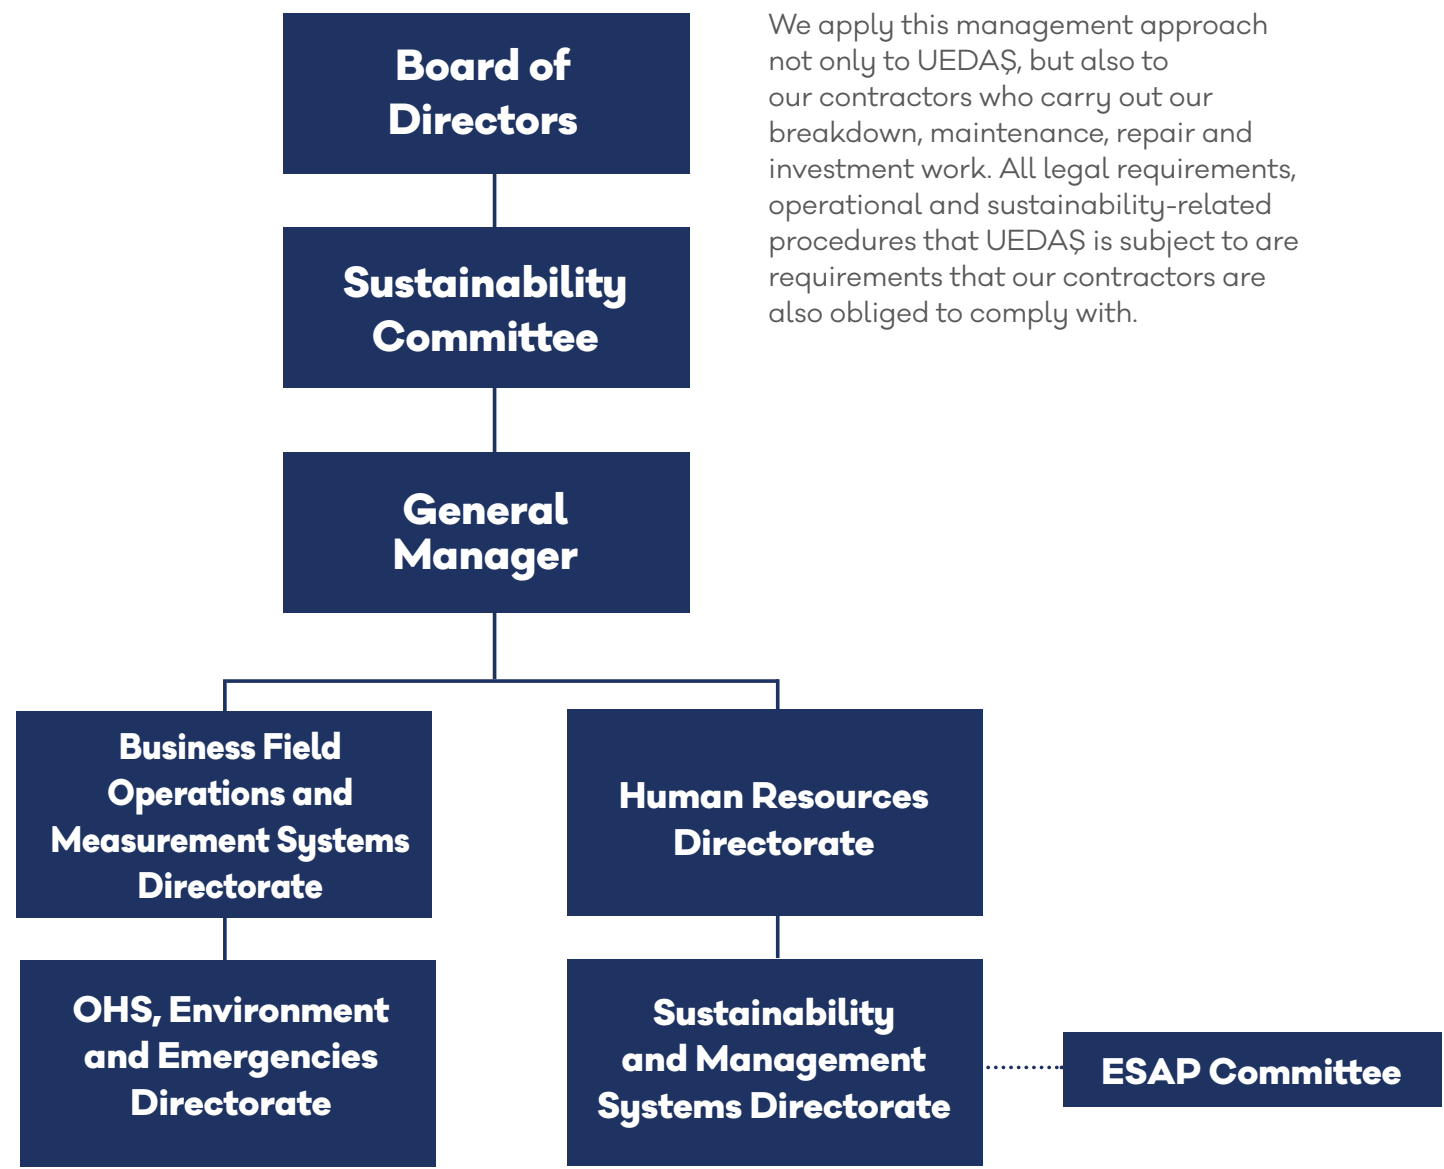 Board of
Directors
We apply this management approach
not only to UEDAŞ, but also to
our contractors who carry out our
breakdown, maintenance, repair and
investment work. All legal requirements,
operational and sustainability-related
procedures that UEDAŞ is subject to are
requirements that our contractors are
also obliged to comply with.
Sustainability
Committee
General
Manager
Business Field
Operations and
Measurement Systems
Directorate
Human Resources
Directorate
OHS, Environment
and Emergencies
Directorate
Sustainability
and Management
Systems Directorate
ESAP Committee